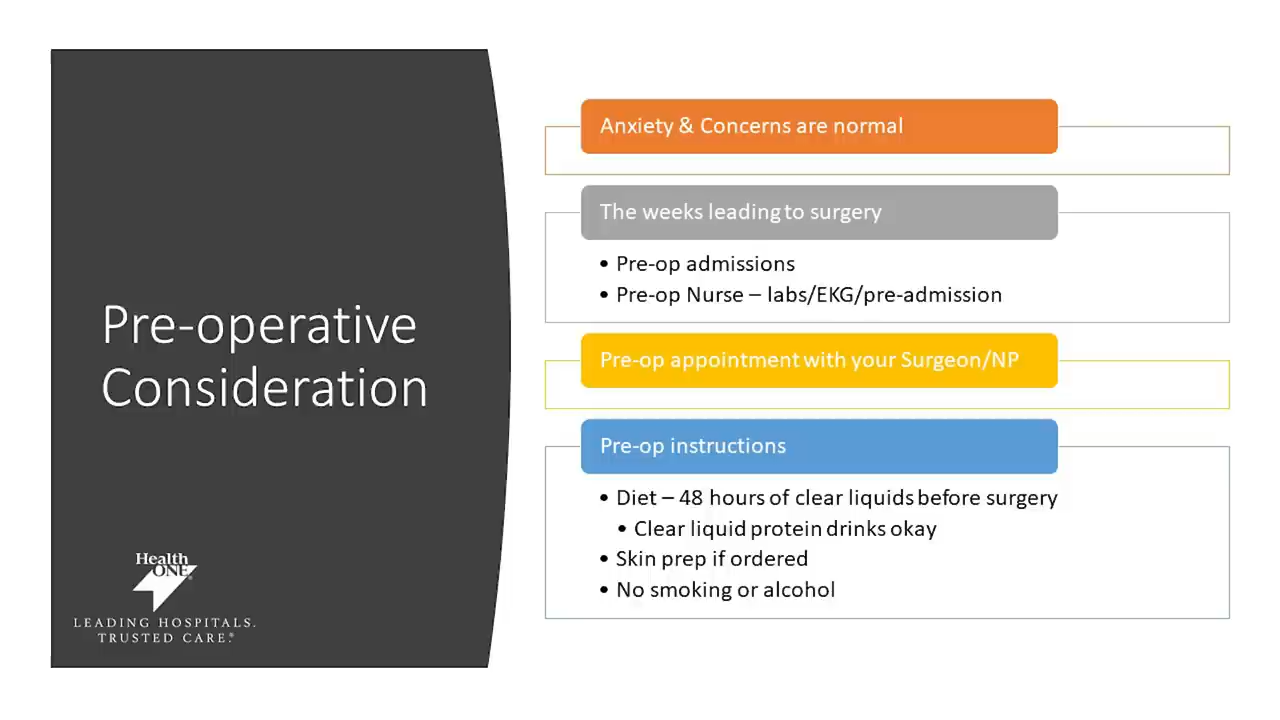 Pre-operative
Consideration
Health
ONE®
LEADING HOSPITALS.
TRUSTED CARE.®
Anxiety & Concerns are normal
The weeks leading to surgery
• Pre-op admissions
• Pre-op Nurse – labs/EKG/pre-admission
Pre-op appointment with your Surgeon/NP
Pre-op instructions
• Diet – 48 hours of clear liquids before surgery
• Clear liquid protein drinks okay
• Skin prep if ordered
• No smoking or alcohol